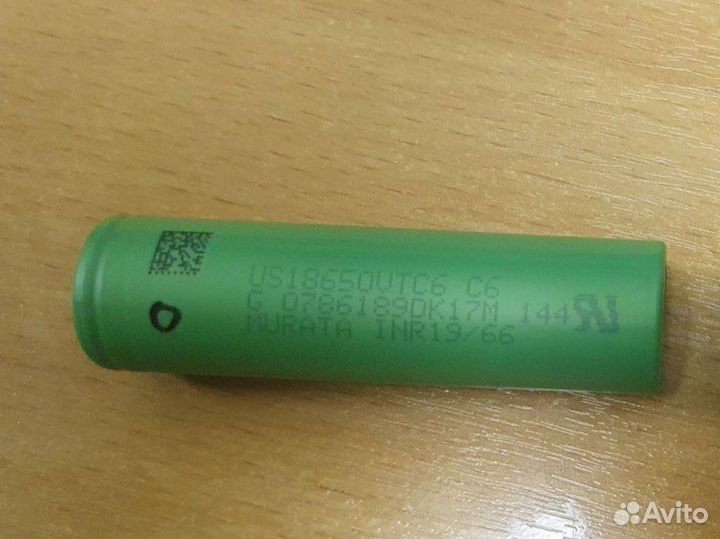 US18650VTC6 C6
G 0786189DK17M 144
MURATA INR19/66
Avito